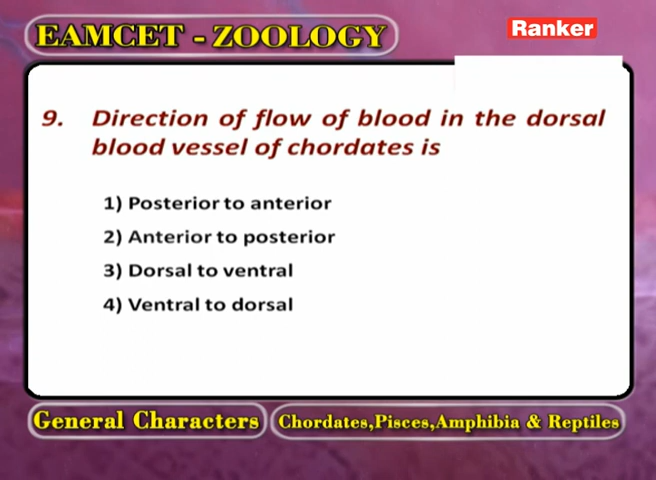 EAMCET - ZOOLOGY
Ranker
9. Direction of flow of blood in the dorsal
blood vessel of chordates is
1) Posterior to anterior
2) Anterior to posterior
3) Dorsal to ventral
4) Ventral to dorsal
General Characters
Chordates,Pisces,Amphibia & Reptiles